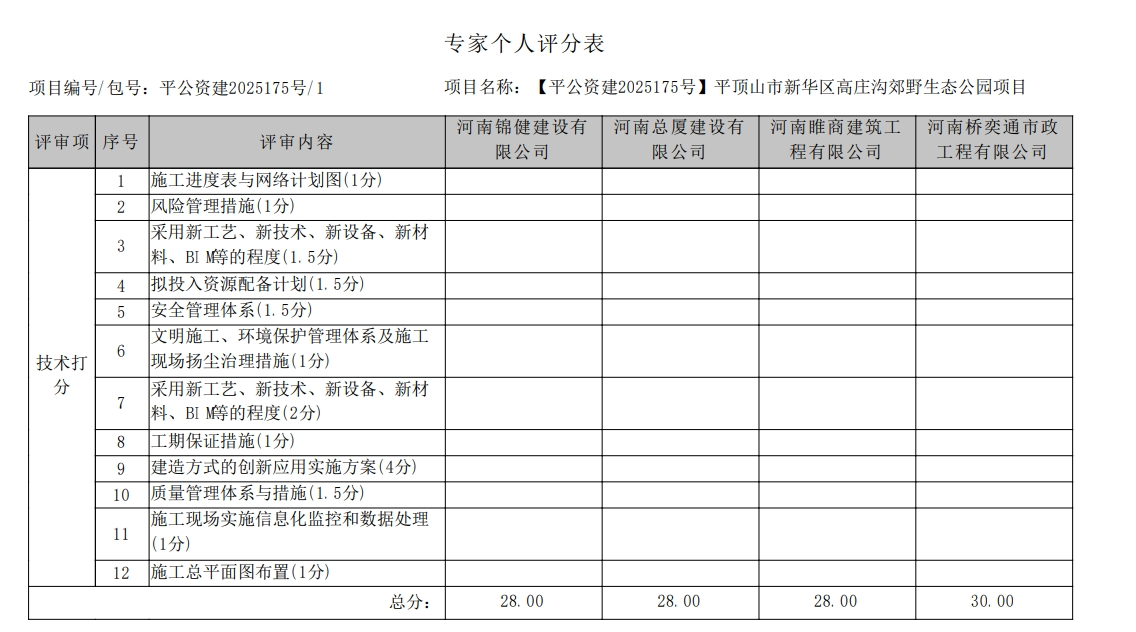 专家个人评分表
项目编号/包号：平公资建2025175号/1
项目名称：【平公资建2025175号】平顶山市新华区高庄沟郊野生态公园项目
评审项 序号 评审内容 河南锦健建设有限公司 河南总厦建设有限公司 河南睢商建筑工程有限公司 河南桥奕通市政工程有限公司
技术打分
1 施工进度表与网络计划图(1分)
2 风险管理措施(1分)
3 采用新工艺、新技术、新设备、新材
料、BIM等的程度(1.5分)
4 拟投入资源配备计划(1.5分)
5 安全管理体系(1.5分)
6 文明施工、环境保护管理体系及施工
现场扬尘治理措施(1分)
7 采用新工艺、新技术、新设备、新材
料、BIM等的程度(2分)
8 工期保证措施(1分)
9 建造方式的创新应用实施方案(4分)
10 质量管理体系与措施(1.5分)
11 施工现场实施信息化监控和数据处理
(1分)
12 施工总平面图布置(1分)
总分： 28.00 28.00 28.00 30.00